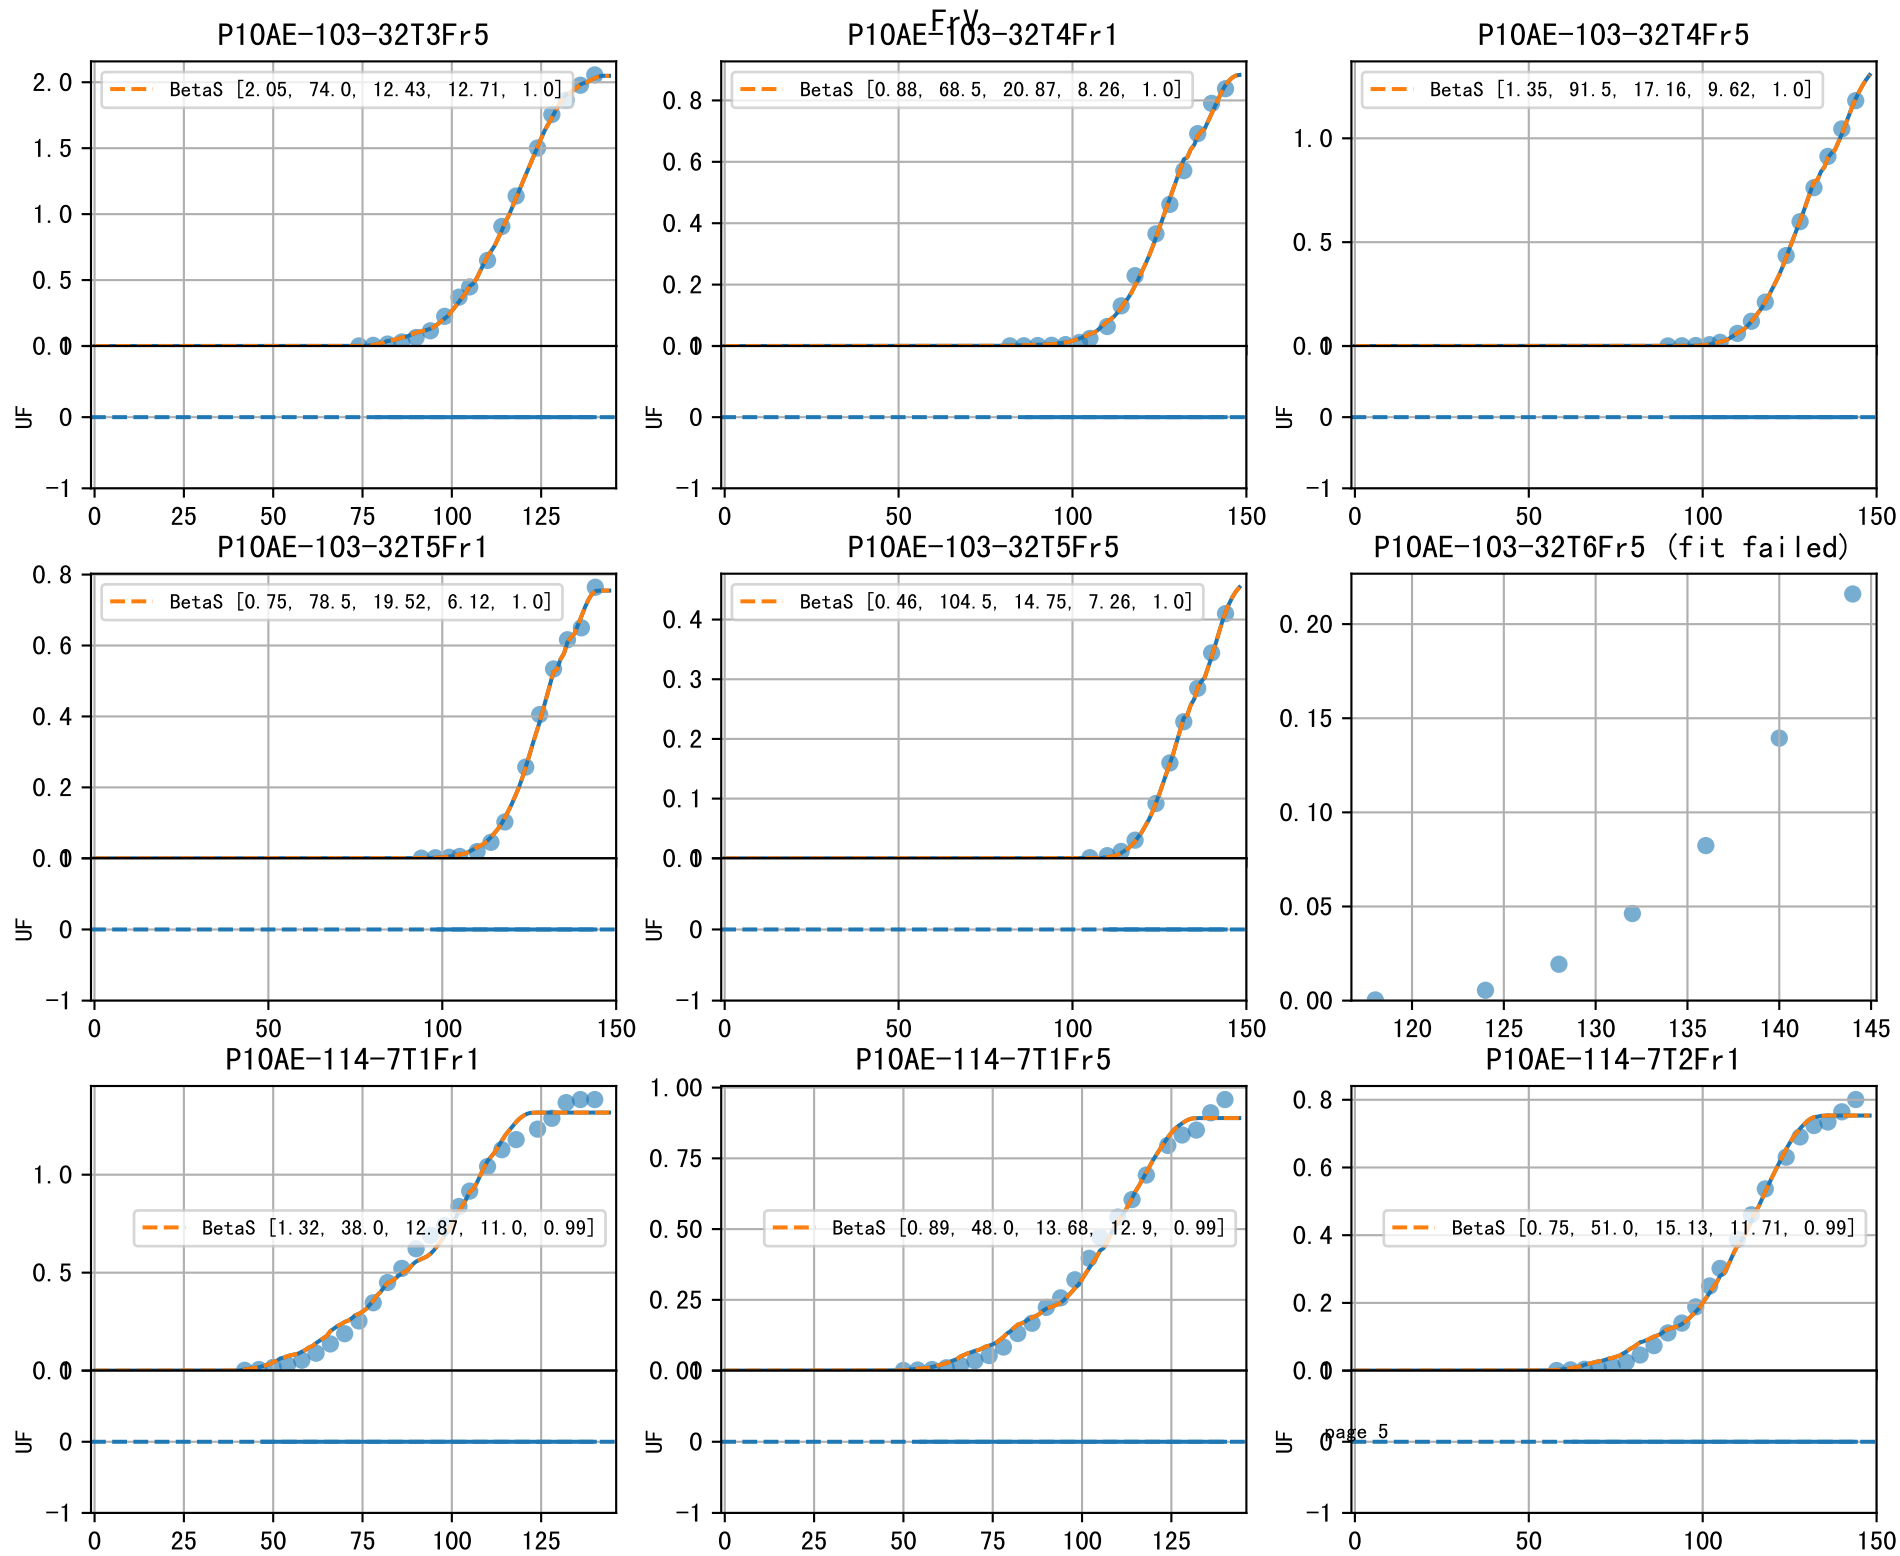 FrV
P10AE-103-32T3Fr5
P10AE-103-32T4Fr1
P10AE-103-32T4Fr5
BetaS [2.05, 74.0, 12.43, 12.71, 1.0]
2.0
1.5
1.0
0.5
0.0
1
0
-1
UF
0 25 50 75 100 125
BetaS [0.88, 68.5, 20.87, 8.26, 1.0]
0.8
0.6
0.4
0.2
0.0
1
0
-1
UF
0 50 100 150
BetaS [1.35, 91.5, 17.16, 9.62, 1.0]
1.0
0.5
0.0
1
0
-1
UF
0 50 100 150
P10AE-103-32T5Fr1
P10AE-103-32T5Fr5
P10AE-103-32T6Fr5 (fit failed)
BetaS [0.75, 78.5, 19.52, 6.12, 1.0]
0.8
0.6
0.4
0.2
0.0
1
0
-1
UF
0 50 100 150
BetaS [0.46, 104.5, 14.75, 7.26, 1.0]
0.4
0.3
0.2
0.1
0.0
1
0
-1
UF
0 50 100 150
0.20
0.15
0.10
0.05
0.00
120 125 130 135 140 145
P10AE-114-7T1Fr1
P10AE-114-7T1Fr5
P10AE-114-7T2Fr1
BetaS [1.32, 38.0, 12.87, 11.0, 0.99]
1.0
0.5
0.0
1
0
-1
UF
0 25 50 75 100 125
BetaS [0.89, 48.0, 13.68, 12.9, 0.99]
1.00
0.75
0.50
0.25
0.00
1
0
-1
UF
0 25 50 75 100 125
BetaS [0.75, 51.0, 15.13, 11.71, 0.99]
0.8
0.6
0.4
0.2
0.0
1
0
-1
UF
page 5
0 50 100 150